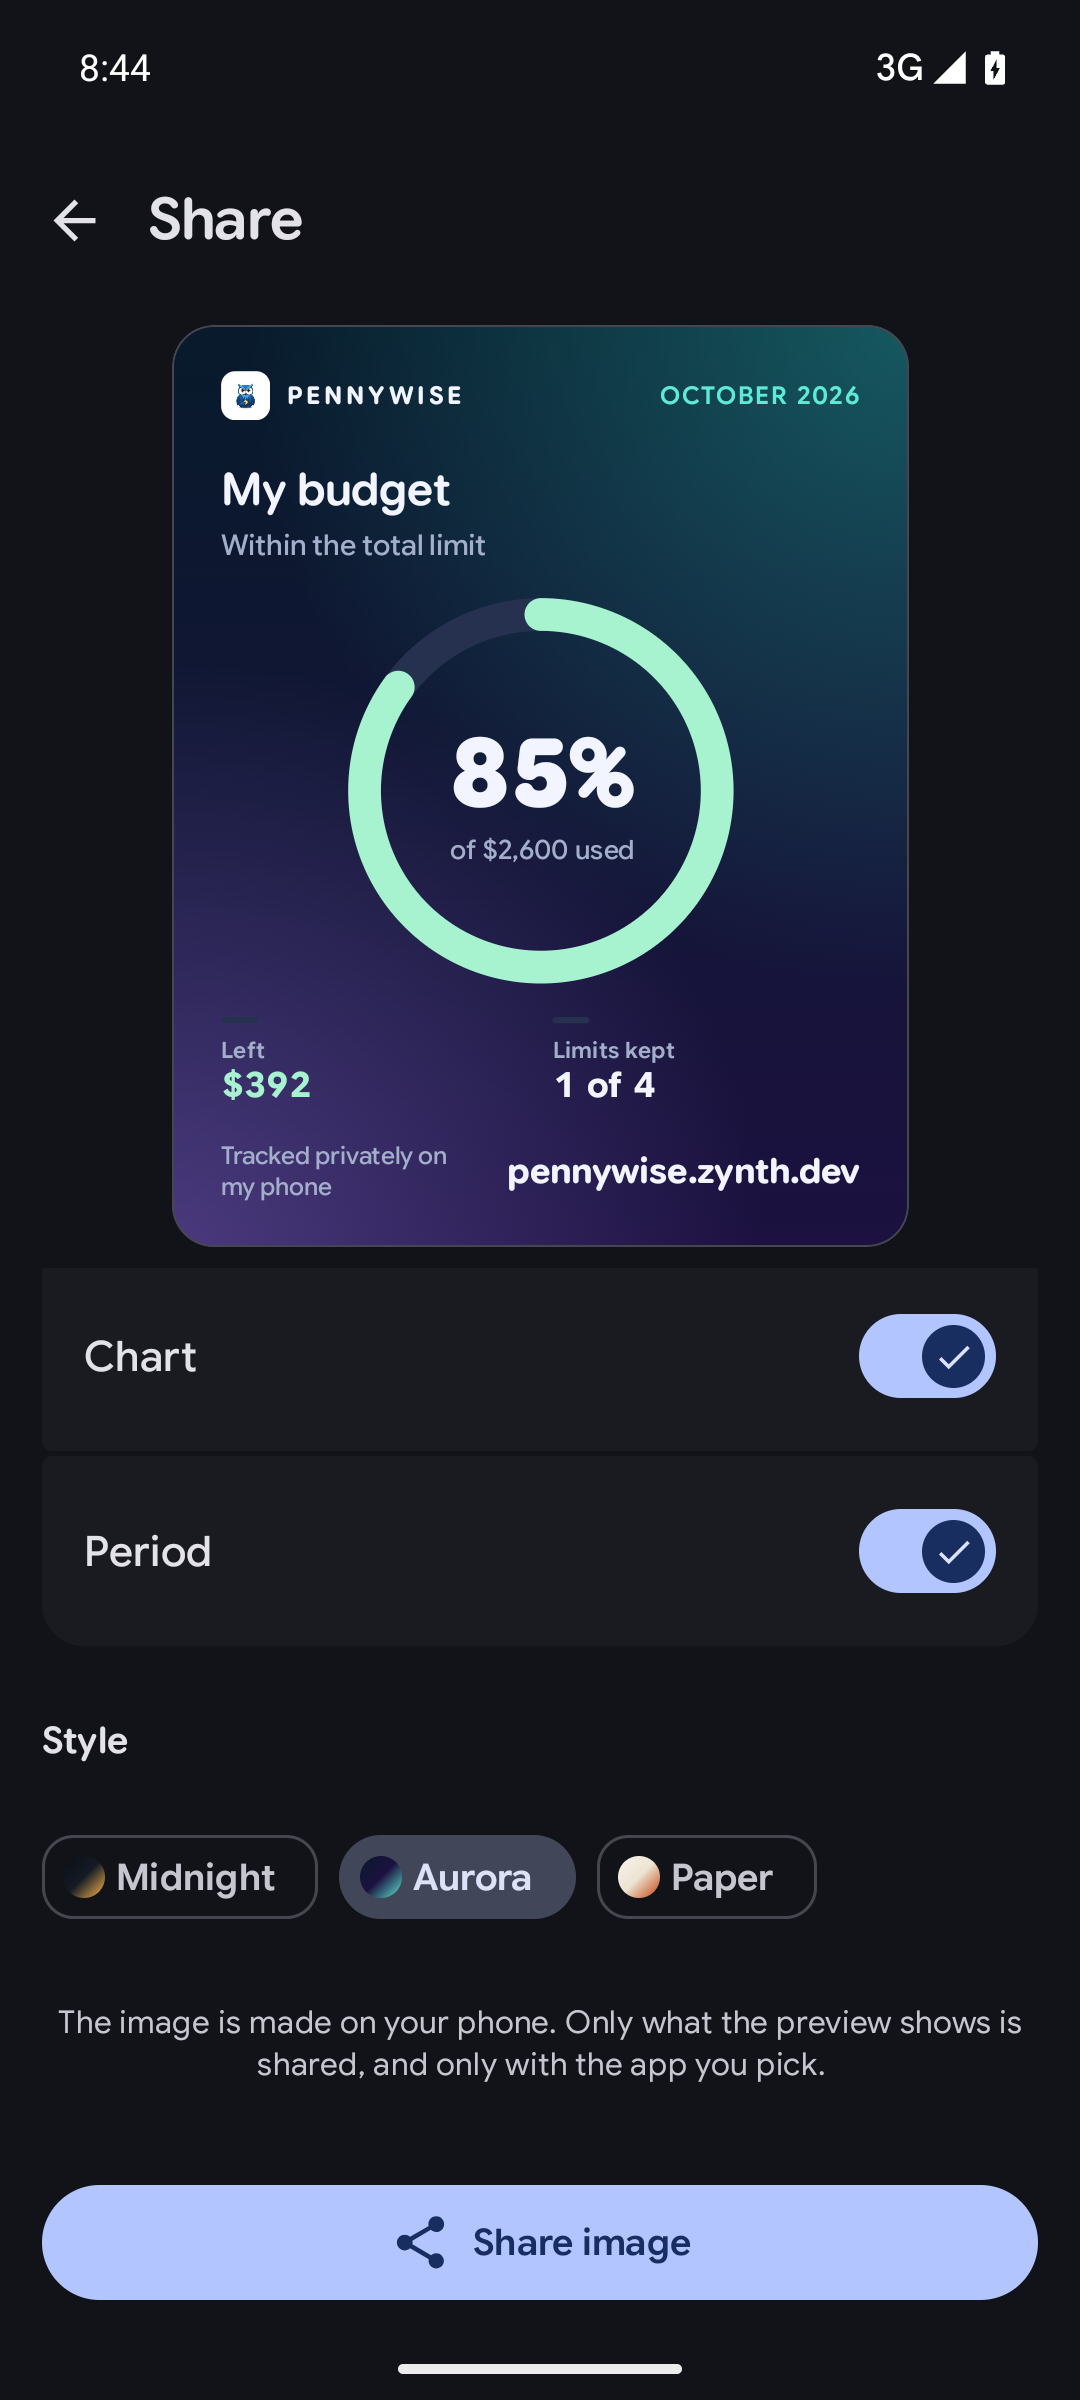 8:44
3G
Share
PENNYWISE
OCTOBER 2026
My budget
Within the total limit
85%
of $2,600 used
Left
$392
Limits kept
1 of 4
Tracked privately on
my phone
pennywise.zynth.dev
Chart
Period
Style
Midnight
Aurora
Paper
The image is made on your phone. Only what the preview shows is
shared, and only with the app you pick.
Share image